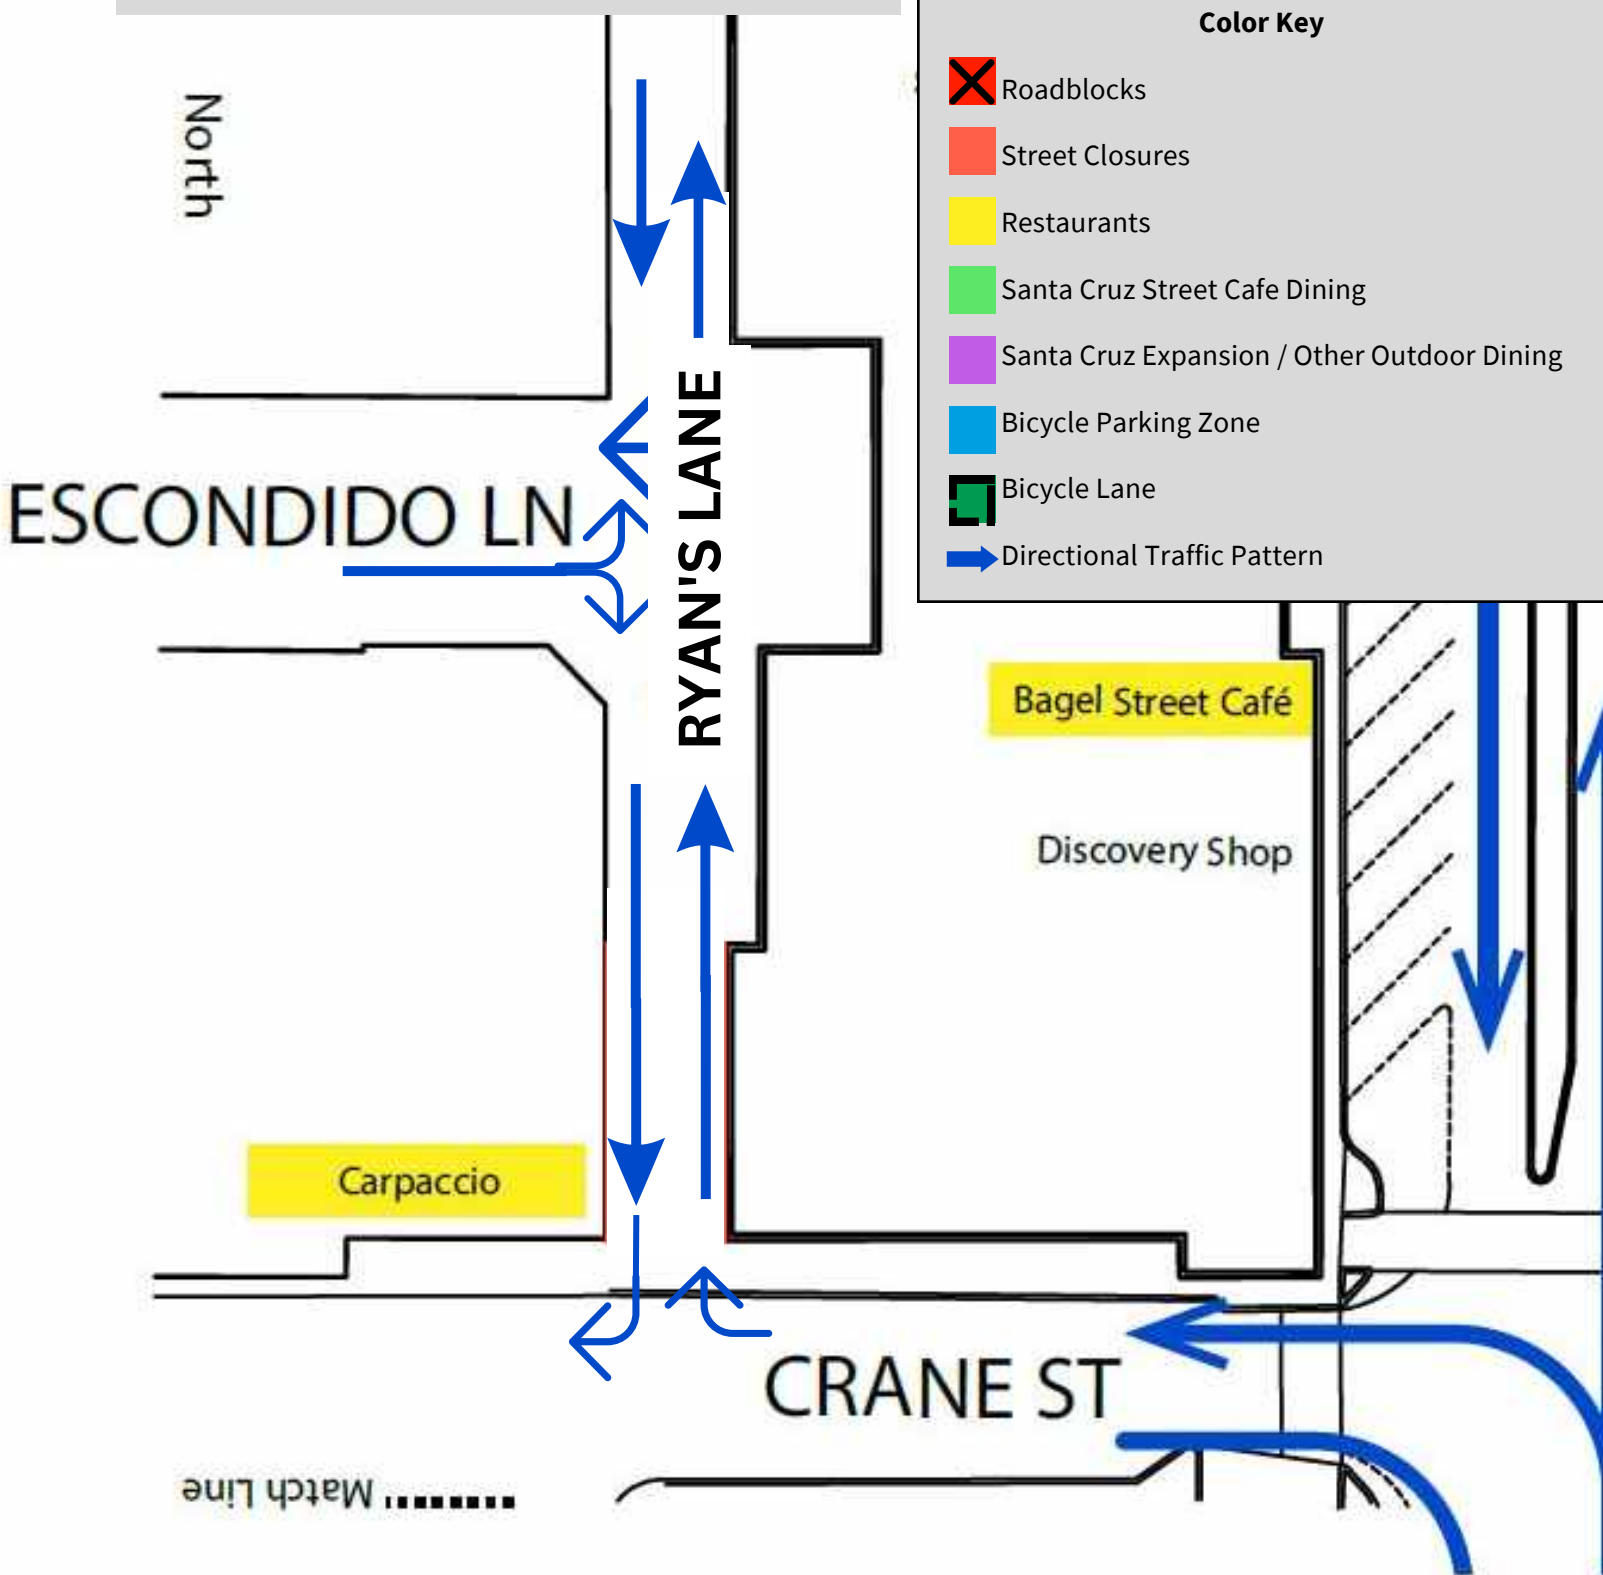 Color Key
Roadblocks
Street Closures
Restaurants
Santa Cruz Street Cafe Dining
Santa Cruz Expansion / Other Outdoor Dining
Bicycle Parking Zone
Bicycle Lane
Directional Traffic Pattern
North
ESCONDIDO LN
RYAN'S LANE
Bagel Street Café
Discovery Shop
Carpaccio
CRANE ST
Match Line